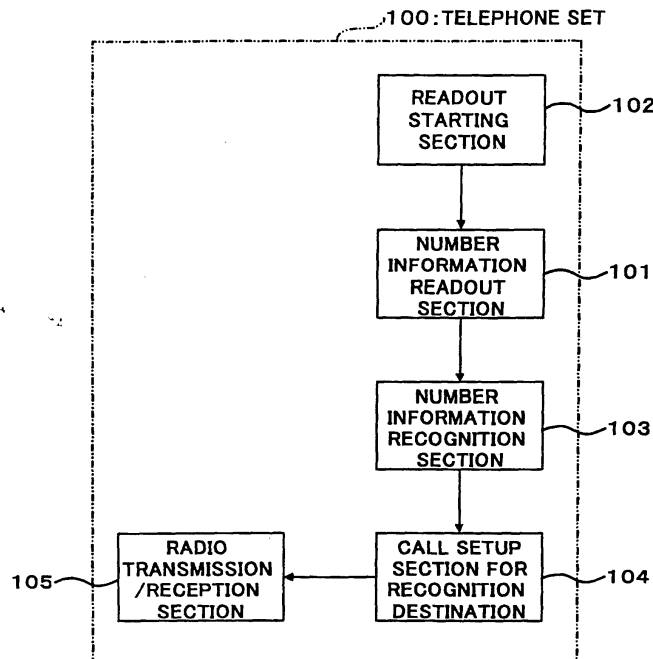 100:TELEPHONE SET
READOUT
STARTING
SECTION
102
NUMBER
INFORMATION
READOUT
SECTION
101
NUMBER
INFORMATION
RECOGNITION
SECTION
103
RADIO
TRANSMISSION
/RECEPTION
SECTION
105
CALL SETUP
SECTION FOR
RECOGNITION
DESTINATION
104